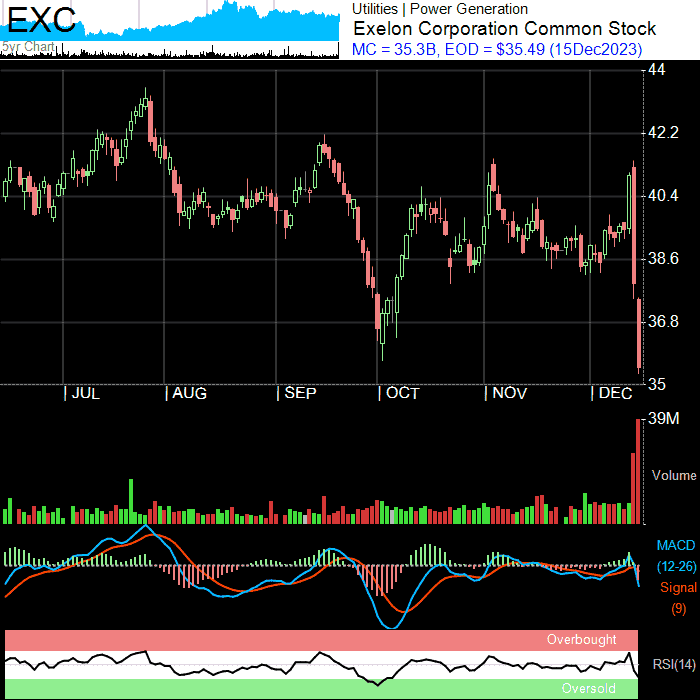 EXC
5yr Chart
Utilities | Power Generation
Exelon Corporation Common Stock
MC = 35.3B, EOD = $35.49 (15Dec2023)
44
42.2
40.4
38.6
36.8
35
| JUL | AUG | SEP | OCT | NOV | DEC
39M
Volume
MACD
(12-26)
Signal
(9)
Overbought
RSI(14)
Oversold